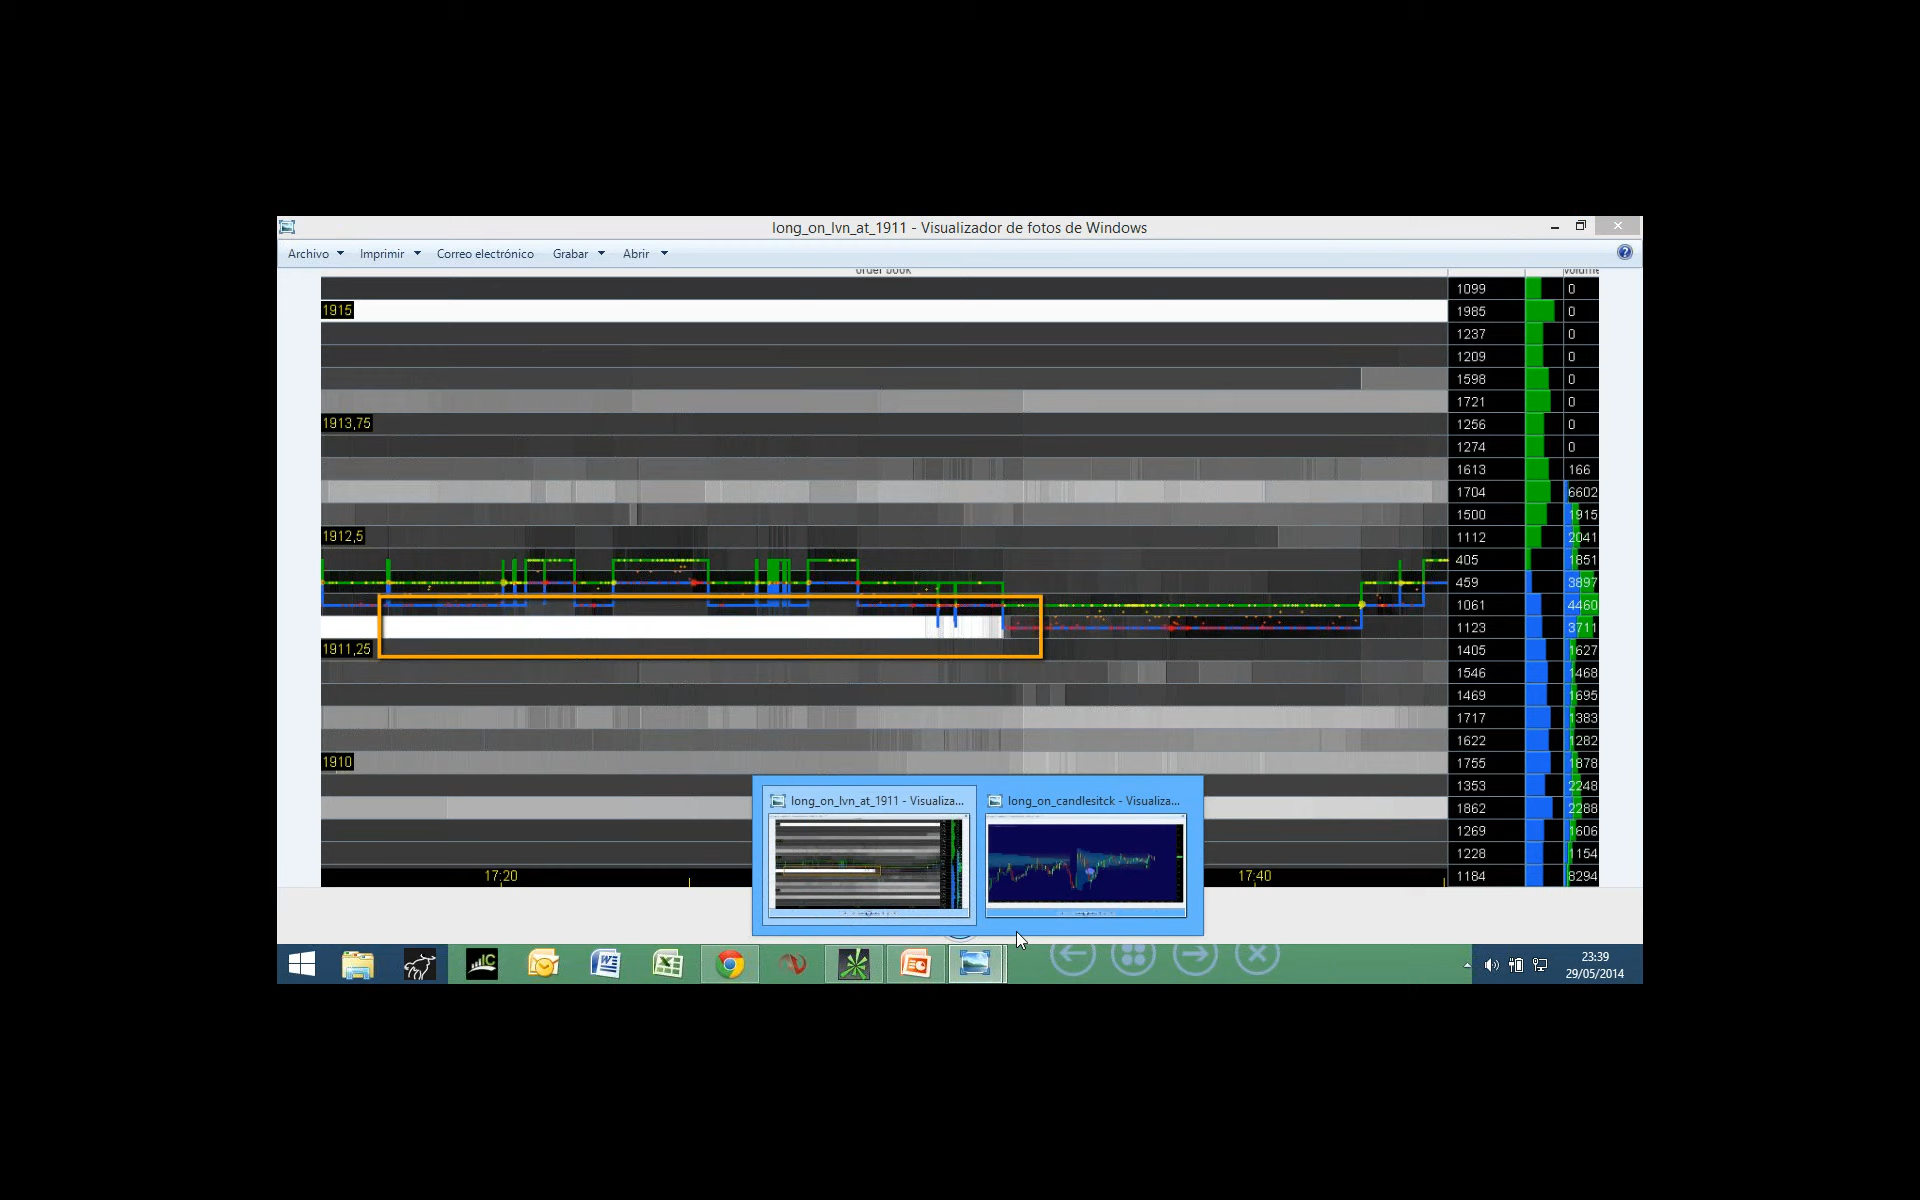 long_on_lvn_at_1911 - Visualizador de fotos de Windows
Archivo Imprimir Correo electrónico Grabar Abrir
order book volume
1099 0
1915 1985 0
1237 0
1209 0
1598 0
1721 0
1913,75 1256 0
1274 0
1613 166
1704 6602
1500 1915
1912,5 1112 2041
405 1851
459 3897
1061 4460
1123 3711
1911,25 1405 1627
1546 1468
1469 1695
1717 1383
1622 1282
1910 1755 1878
1353 2248
long_on_lvn_at_1911 - Visualiza... long_on_candlesitck - Visualiza...
1862 2288
1269 1606
1228 1154
17:20 17:40 1184 8294
23:39
29/05/2014